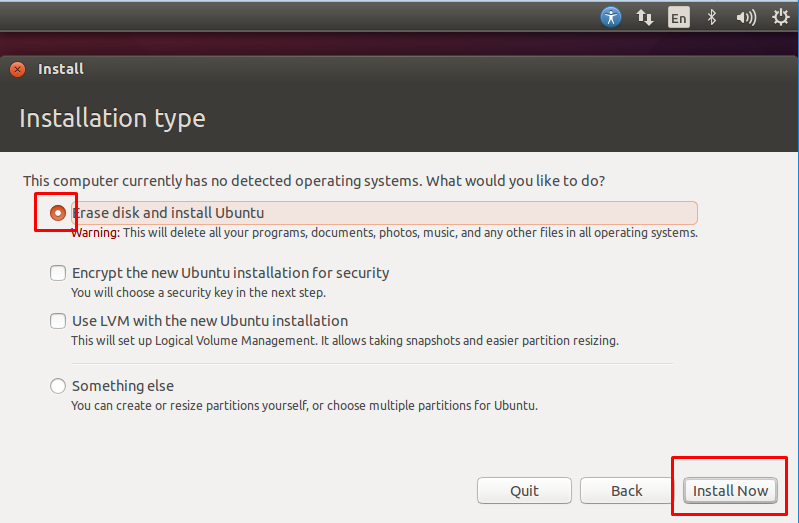 En
Install
Installation type
This computer currently has no detected operating systems. What would you like to do?
Erase disk and install Ubuntu
Warning: This will delete all your programs, documents, photos, music, and any other files in all operating systems.
Encrypt the new Ubuntu installation for security
You will choose a security key in the next step.
Use LVM with the new Ubuntu installation
This will set up Logical Volume Management. It allows taking snapshots and easier partition resizing.
Something else
You can create or resize partitions yourself, or choose multiple partitions for Ubuntu.
Quit Back Install Now